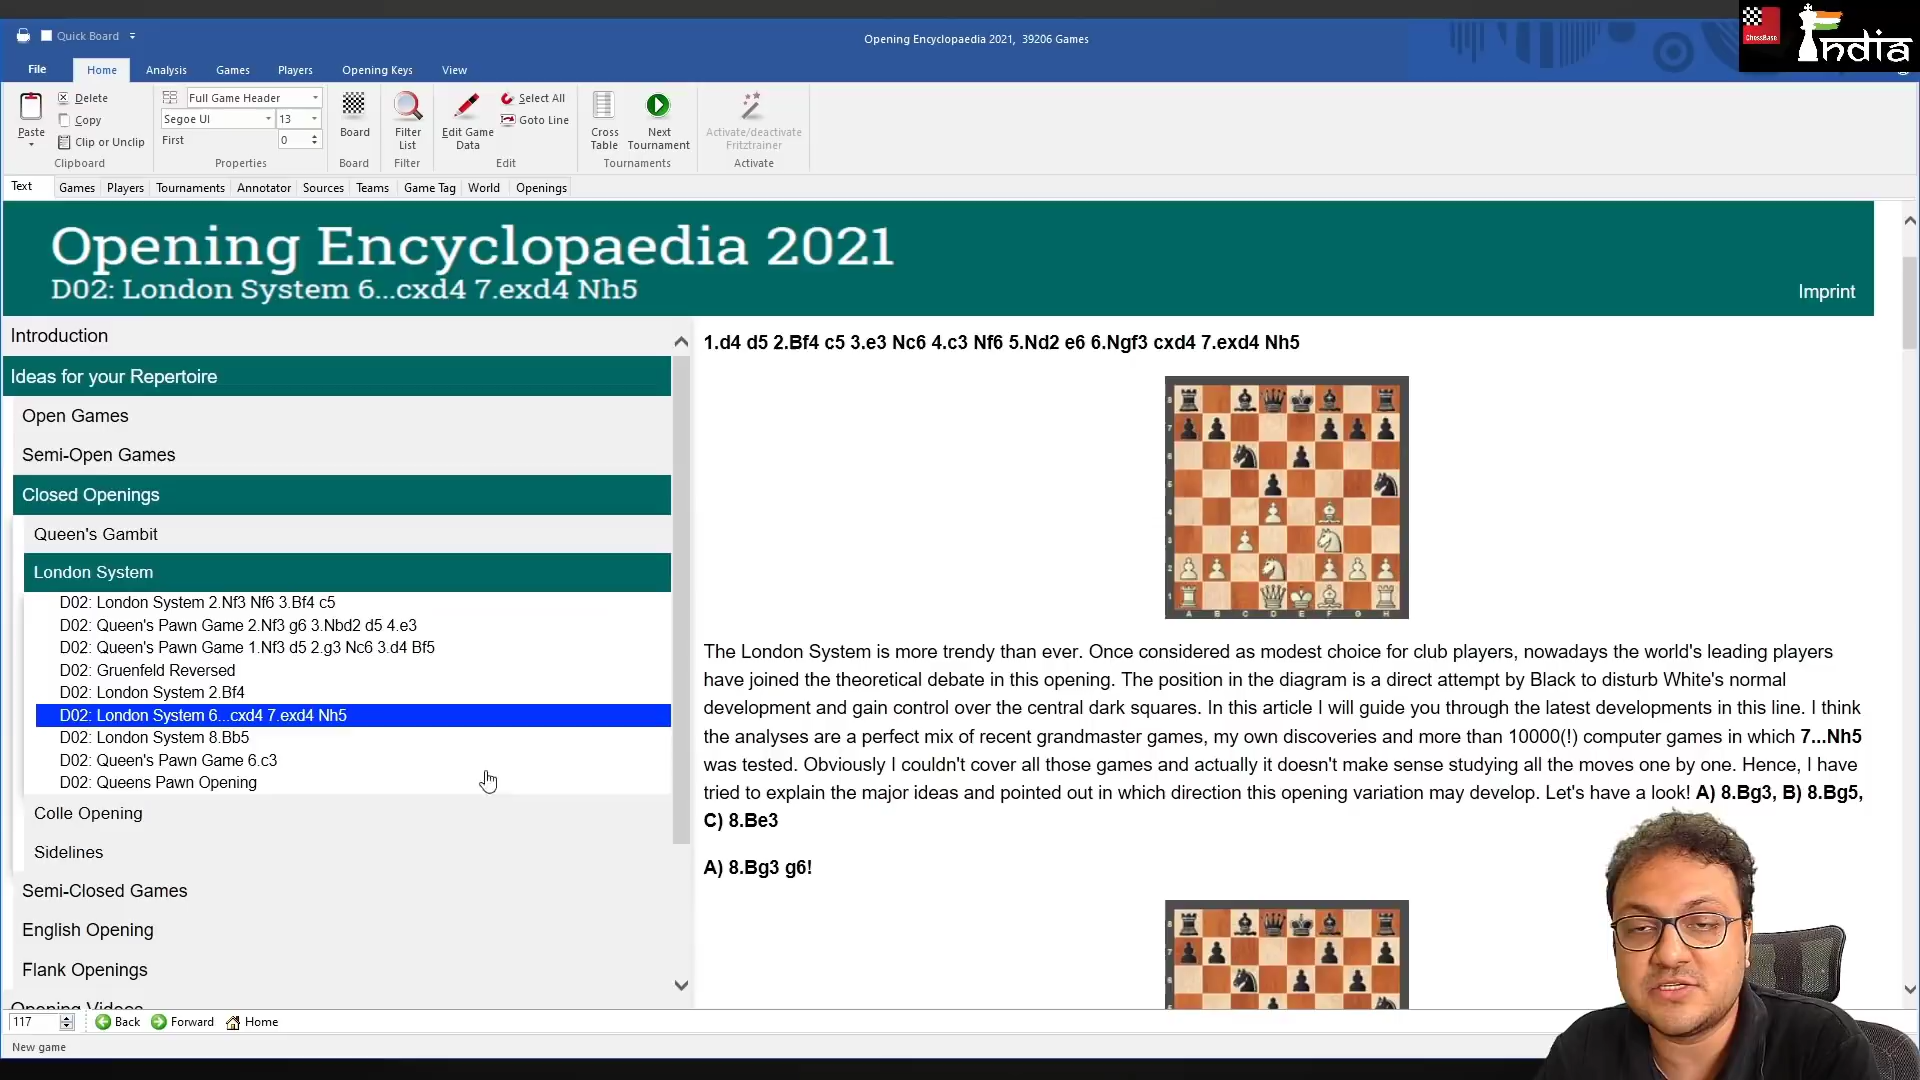 Quick Board
Opening Encyclopaedia 2021, 39206 Games
ChessBase
India
File Home Analysis Games Players Opening Keys View
Paste
Delete
Copy
Clip or Unclip
Clipboard
Full Game Header
Segoe UI 13
First 0
Properties
Board
Board
Filter List
Filter
Edit Game Data
Select All
Goto Line
Edit
Cross Table
Next Tournament
Tournaments
Activate/deactivate Fritztrainer
Activate
Text Games Players Tournaments Annotator Sources Teams Game Tag World Openings
Opening Encyclopaedia 2021
D02: London System 6...cxd4 7.exd4 Nh5
Imprint
Introduction
Ideas for your Repertoire
Open Games
Semi-Open Games
Closed Openings
Queen's Gambit
London System
D02: London System 2.Nf3 Nf6 3.Bf4 c5
D02: Queen's Pawn Game 2.Nf3 g6 3.Nbd2 d5 4.e3
D02: Queen's Pawn Game 1.Nf3 d5 2.g3 Nc6 3.d4 Bf5
D02: Gruenfeld Reversed
D02: London System 2.Bf4
D02: London System 6...cxd4 7.exd4 Nh5
D02: London System 8.Bb5
D02: Queen's Pawn Game 6.c3
D02: Queens Pawn Opening
Colle Opening
Sidelines
Semi-Closed Games
English Opening
Flank Openings
Opening Videos
1.d4 d5 2.Bf4 c5 3.e3 Nc6 4.c3 Nf6 5.Nd2 e6 6.Ngf3 cxd4 7.exd4 Nh5
8
7
6
5
4
3
2
1
A B C D E F G H
The London System is more trendy than ever. Once considered as modest choice for club players, nowadays the world's leading players
have joined the theoretical debate in this opening. The position in the diagram is a direct attempt by Black to disturb White's normal
development and gain control over the central dark squares. In this article I will guide you through the latest developments in this line. I think
the analyses are a perfect mix of recent grandmaster games, my own discoveries and more than 10000(!) computer games in which 7...Nh5
was tested. Obviously I couldn't cover all those games and actually it doesn't make sense studying all the moves one by one. Hence, I have
tried to explain the major ideas and pointed out in which direction this opening variation may develop. Let's have a look! A) 8.Bg3, B) 8.Bg5,
C) 8.Be3
A) 8.Bg3 g6!
8
7
6
5
117 Back Forward Home
New game